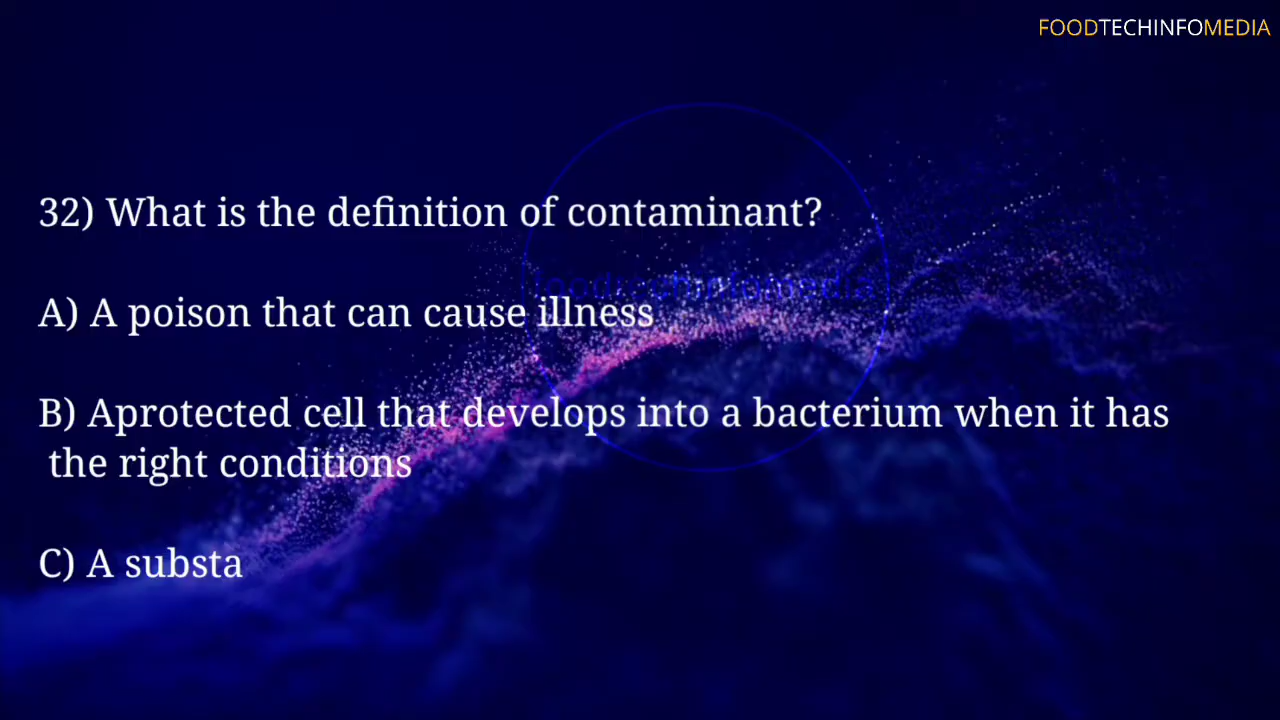 FOODTECHINFOMEDIA
32) What is the definition of contaminant?
foodtechinfomedia
A) A poison that can cause illness
B) Aprotected cell that develops into a bacterium when it has
the right conditions
C) A substa